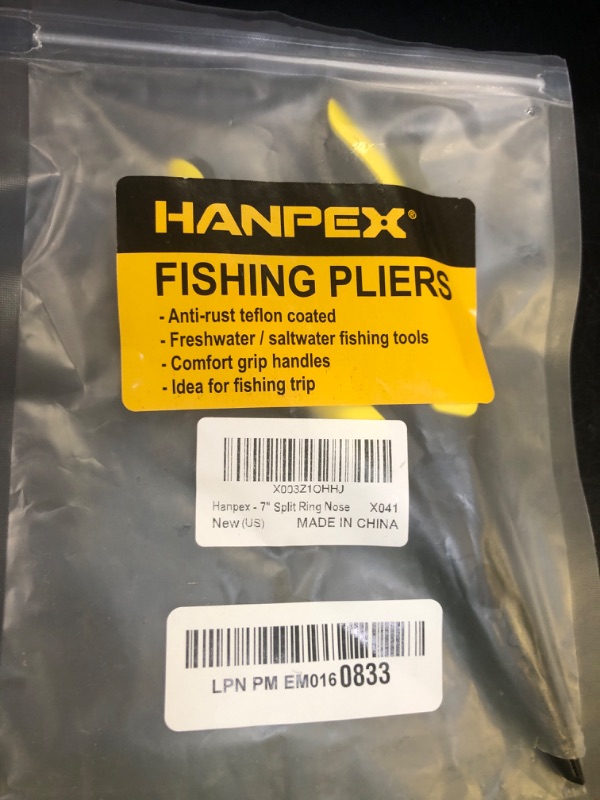 HANPEX®
FISHING PLIERS
- Anti-rust teflon coated
- Freshwater / saltwater fishing tools
- Comfort grip handles
- Idea for fishing trip
X003Z1OHHJ
Hanpex - 7" Split Ring Nose X041
New (US) MADE IN CHINA
LPN PM EM016 0833